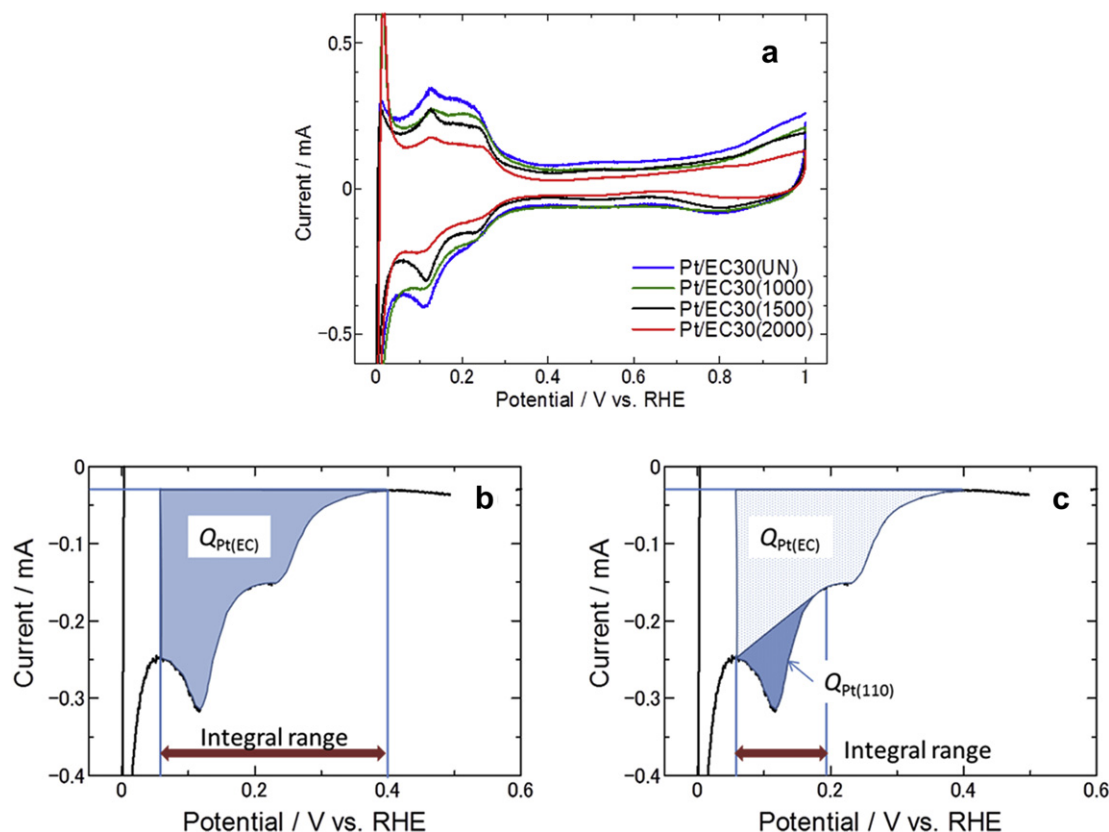 a
0.5
0
−0.5
Current / mA
Pt/EC30(UN)
Pt/EC30(1000)
Pt/EC30(1500)
Pt/EC30(2000)
0 0.2 0.4 0.6 0.8 1
Potential / V vs. RHE
b
0
−0.1
−0.2
−0.3
−0.4
Current / mA
QPt(EC)
Integral range
0 0.2 0.4 0.6
Potential / V vs. RHE
c
0
−0.1
−0.2
−0.3
−0.4
Current / mA
QPt(EC)
QPt(110)
Integral range
0 0.2 0.4 0.6
Potential / V vs. RHE